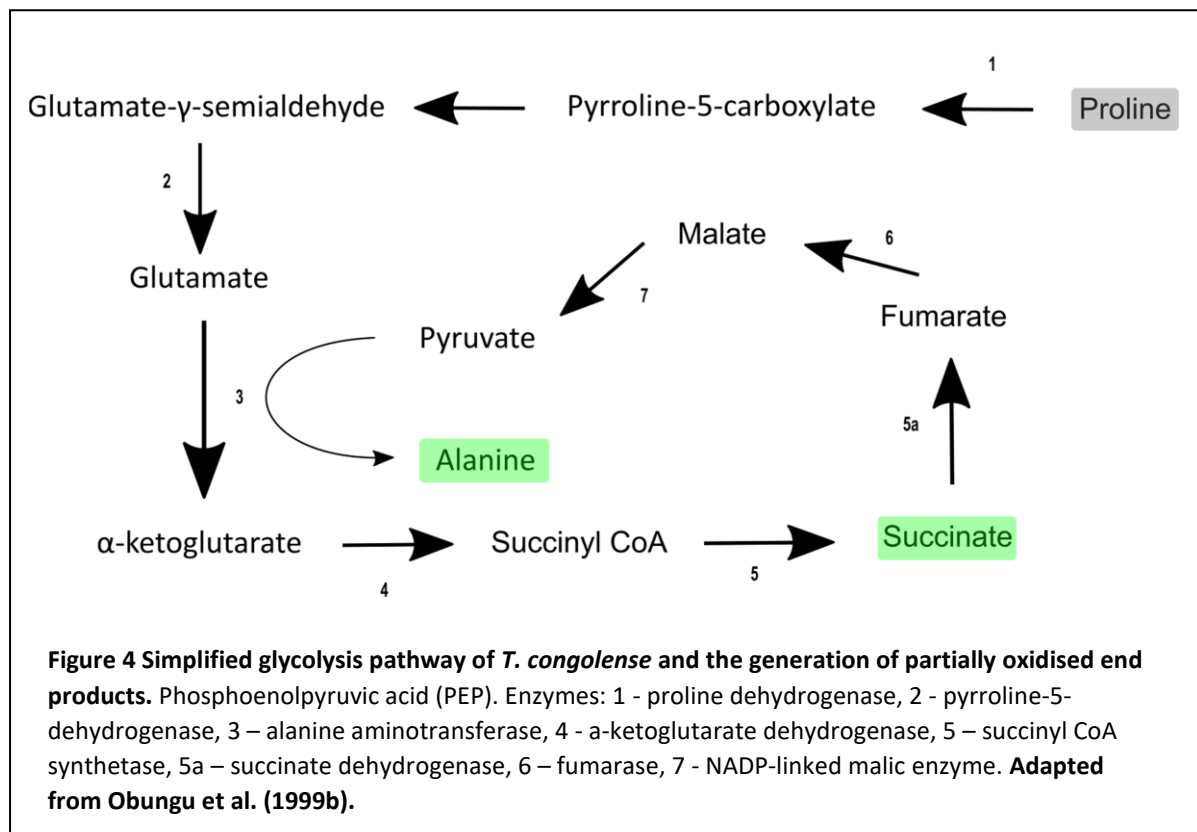 1
Glutamate-γ-semialdehyde
Pyrroline-5-carboxylate
Proline
2
Malate
6
Glutamate
7
Fumarate
Pyruvate
3
5a
Alanine
α-ketoglutarate
Succinyl CoA
Succinate
4
5
Figure 4 Simplified glycolysis pathway of T. congolense and the generation of partially oxidised end
products. Phosphoenolpyruvic acid (PEP). Enzymes: 1 - proline dehydrogenase, 2 - pyrroline-5-
dehydrogenase, 3 – alanine aminotransferase, 4 - a-ketoglutarate dehydrogenase, 5 – succinyl CoA
synthetase, 5a – succinate dehydrogenase, 6 – fumarase, 7 - NADP-linked malic enzyme. Adapted
from Obungu et al. (1999b).